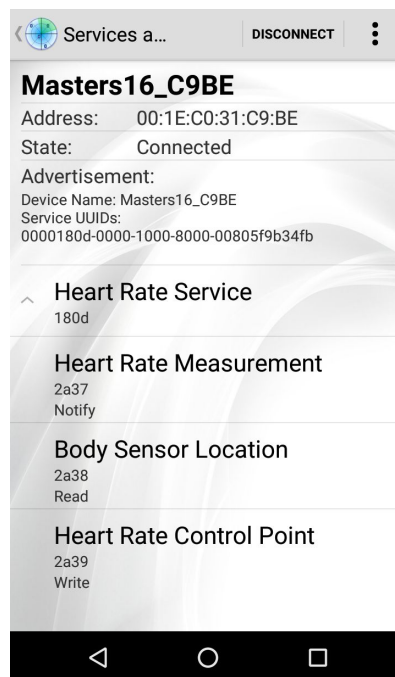 Services a...
DISCONNECT
Masters16_C9BE
Address: 00:1E:C0:31:C9:BE
State: Connected
Advertisement:
Device Name: Masters16_C9BE
Service UUIDs:
0000180d-0000-1000-8000-00805f9b34fb
Heart Rate Service
180d
Heart Rate Measurement
2a37
Notify
Body Sensor Location
2a38
Read
Heart Rate Control Point
2a39
Write